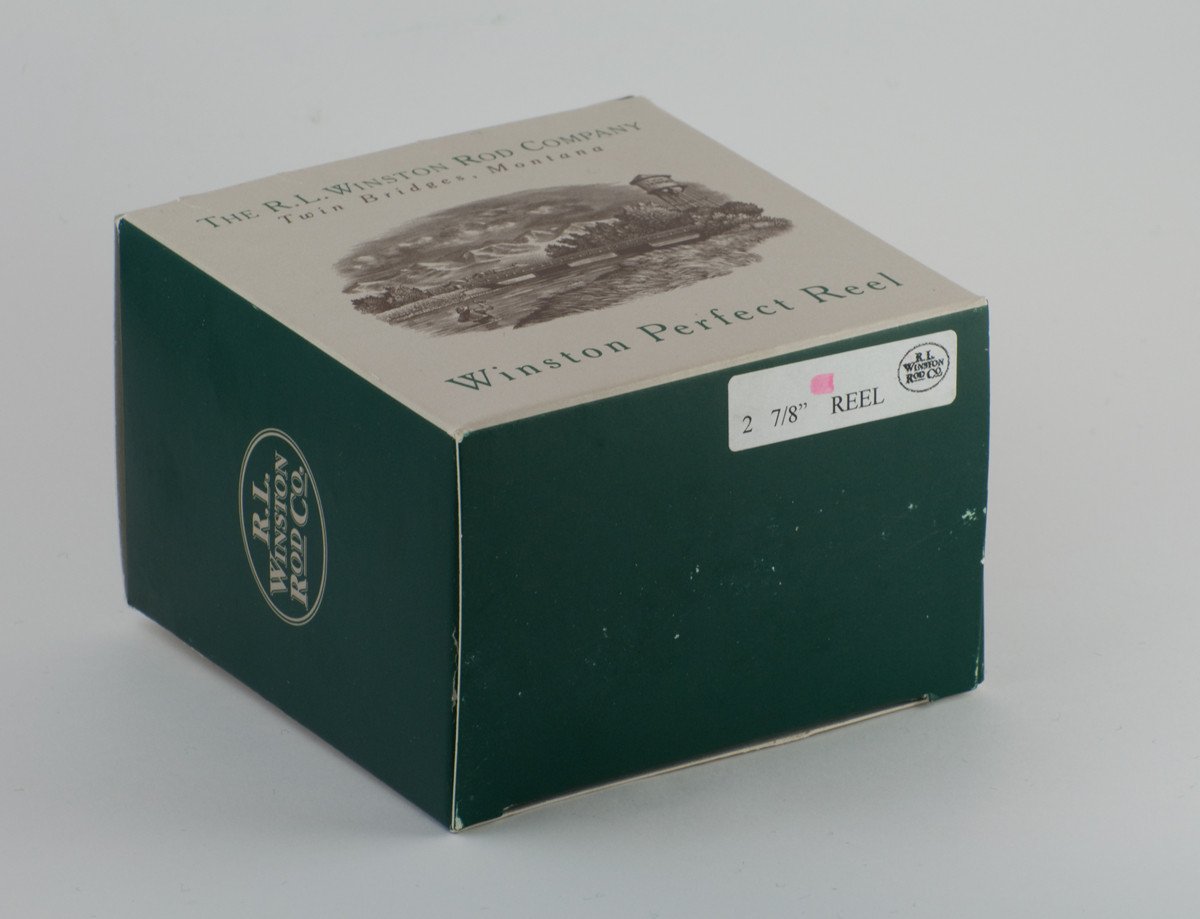 THE R.L. WINSTON ROD COMPANY
Twin Bridges, Montana
Winston Perfect Reel
2 7/8” REEL
R.L.
WINSTON
ROD CO.
R.L.
WINSTON
ROD CO.